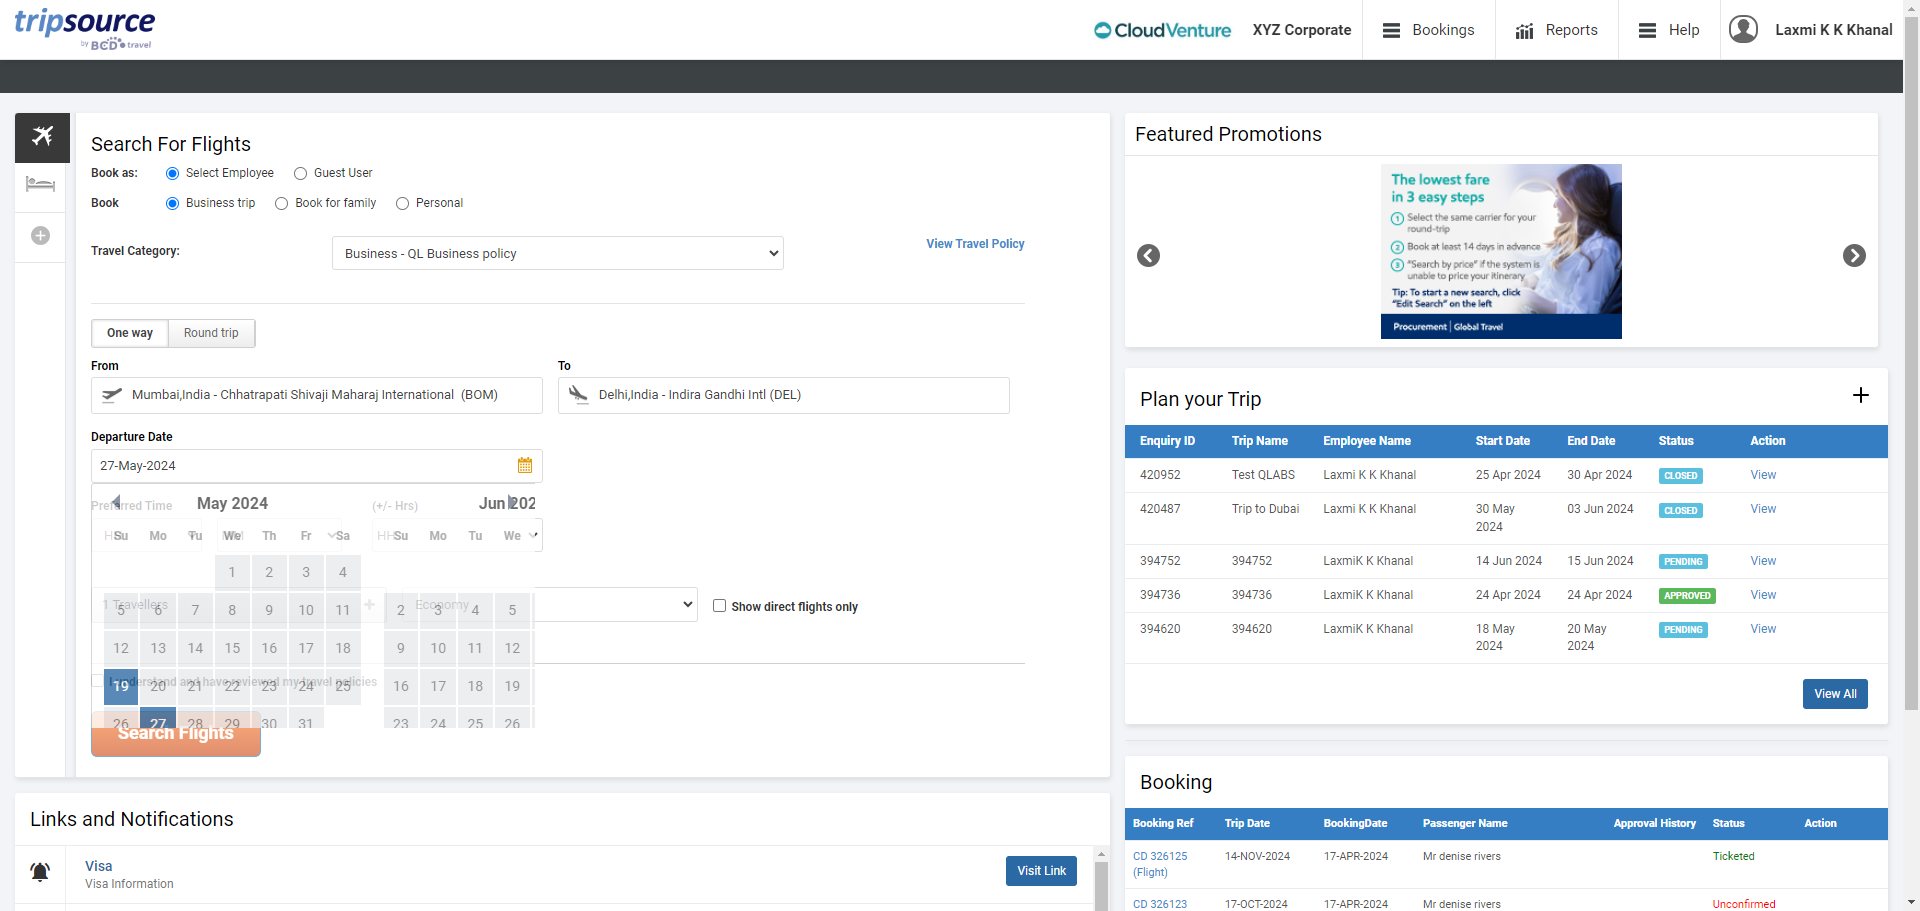 tripsource
by BCD travel
CloudVenture
XYZ Corporate
Bookings
Reports
Help
Laxmi K K Khanal
Search For Flights
Book as:
Select Employee
Guest User
Book
Business trip
Book for family
Personal
Travel Category:
Business - QL Business policy
View Travel Policy
One way
Round trip
From
To
Mumbai,India - Chhatrapati Shivaji Maharaj International (BOM)
Delhi,India - Indira Gandhi Intl (DEL)
Departure Date
27-May-2024
Preferred Time
May 2024
(+/- Hrs)
Jun 202
Su Mo Tu We Th Fr Sa
Su Mo Tu We
1 2 3 4
1 Travellers
Economy
Show direct flights only
5 6 7 8 9 10 11
2 3 4 5
12 13 14 15 16 17 18
9 10 11 12
I understand and have reviewed my travel policies
19 20 21 22 23 24 25
16 17 18 19
26 27 28 29 30 31
23 24 25 26
Search Flights
Links and Notifications
Visa
Visa Information
Visit Link
Featured Promotions
The lowest fare
in 3 easy steps
1 Select the same carrier for your
round-trip
2 Book at least 14 days in advance
3 "Search by price" if the system is
unable to price your itinerary
Tip: To start a new search, click
"Edit Search" on the left
Procurement | Global Travel
Plan your Trip
Enquiry ID Trip Name Employee Name Start Date End Date Status Action
420952 Test QLABS Laxmi K K Khanal 25 Apr 2024 30 Apr 2024 CLOSED View
420487 Trip to Dubai Laxmi K K Khanal 30 May 03 Jun 2024 CLOSED View
2024
394752 394752 LaxmiK K Khanal 14 Jun 2024 15 Jun 2024 PENDING View
394736 394736 LaxmiK K Khanal 24 Apr 2024 24 Apr 2024 APPROVED View
394620 394620 LaxmiK K Khanal 18 May 20 May PENDING View
2024 2024
View All
Booking
Booking Ref Trip Date BookingDate Passenger Name Approval History Status Action
CD 326125 14-NOV-2024 17-APR-2024 Mr denise rivers Ticketed
(Flight)
CD 326123 17-OCT-2024 17-APR-2024 Mr denise rivers Unconfirmed